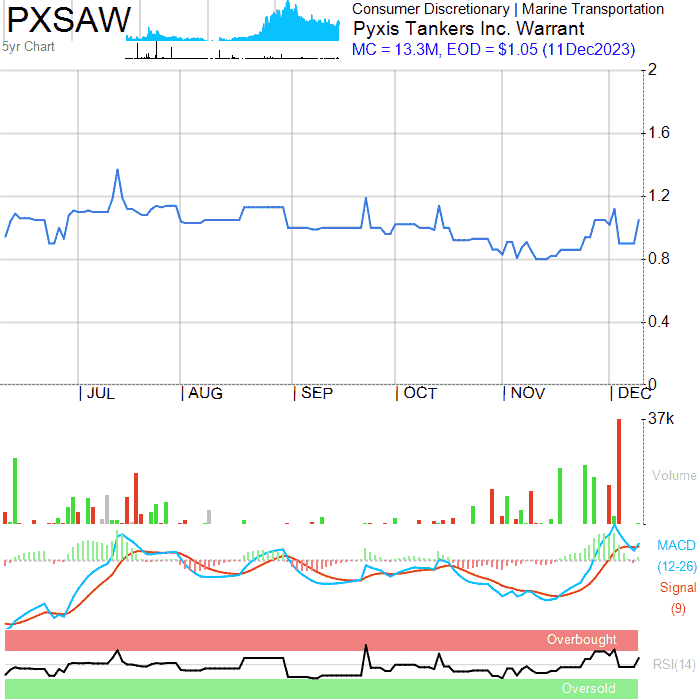 PXSAW
5yr Chart
Consumer Discretionary | Marine Transportation
Pyxis Tankers Inc. Warrant
MC = 13.3M, EOD = $1.05 (11Dec2023)
2
1.6
1.2
0.8
0.4
0
| JUL
| AUG
| SEP
| OCT
| NOV
| DEC
37k
Volume
MACD
(12-26)
Signal
(9)
Overbought
RSI(14)
Oversold